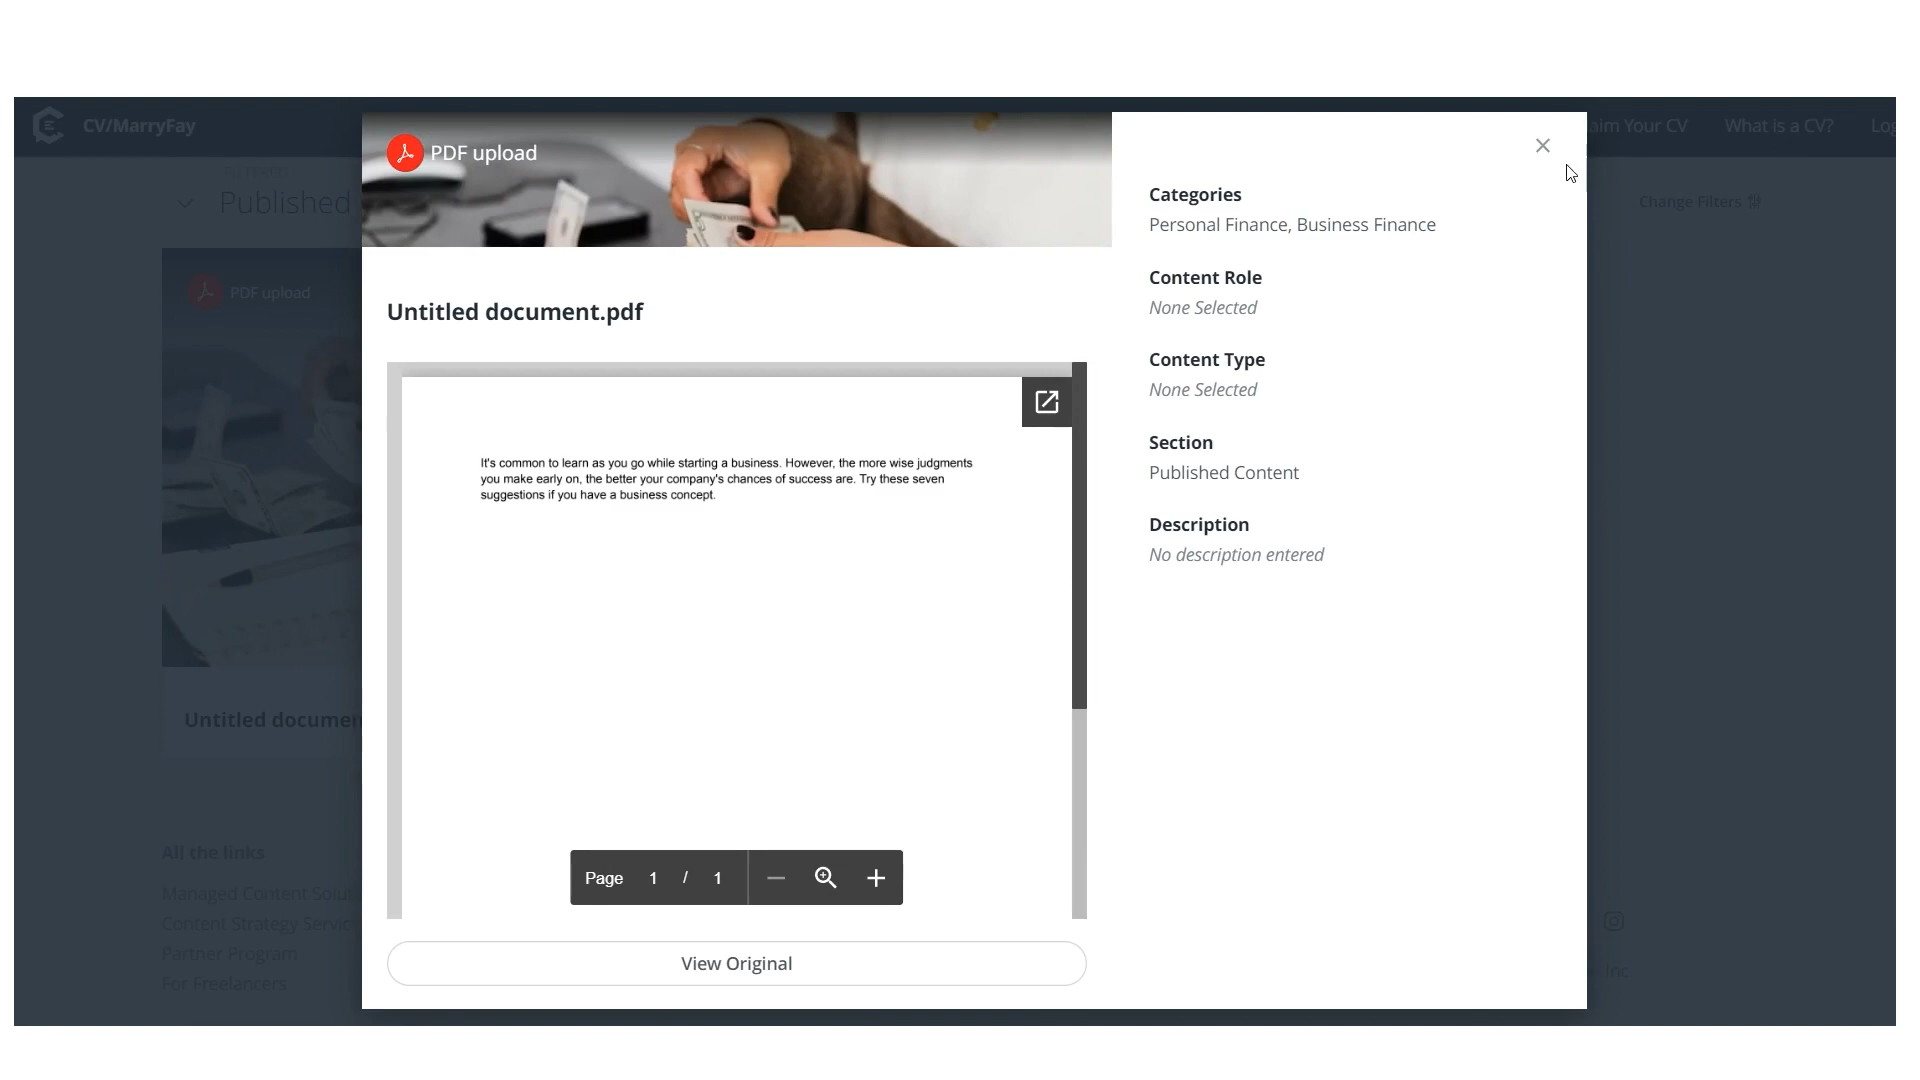 CV/MarryFay
aim Your CV
What is a CV?
Log
Published
Change Filters
PDF upload
Untitled documen
All the links
Managed Content Solut
Content Strategy Servic
Partner Program
For Freelancers
Inc
PDF upload
Untitled document.pdf
It's common to learn as you go while starting a business. However, the more wise judgments
you make early on, the better your company's chances of success are. Try these seven
suggestions if you have a business concept.
Page 1 / 1
View Original
Categories
Personal Finance, Business Finance
Content Role
None Selected
Content Type
None Selected
Section
Published Content
Description
No description entered